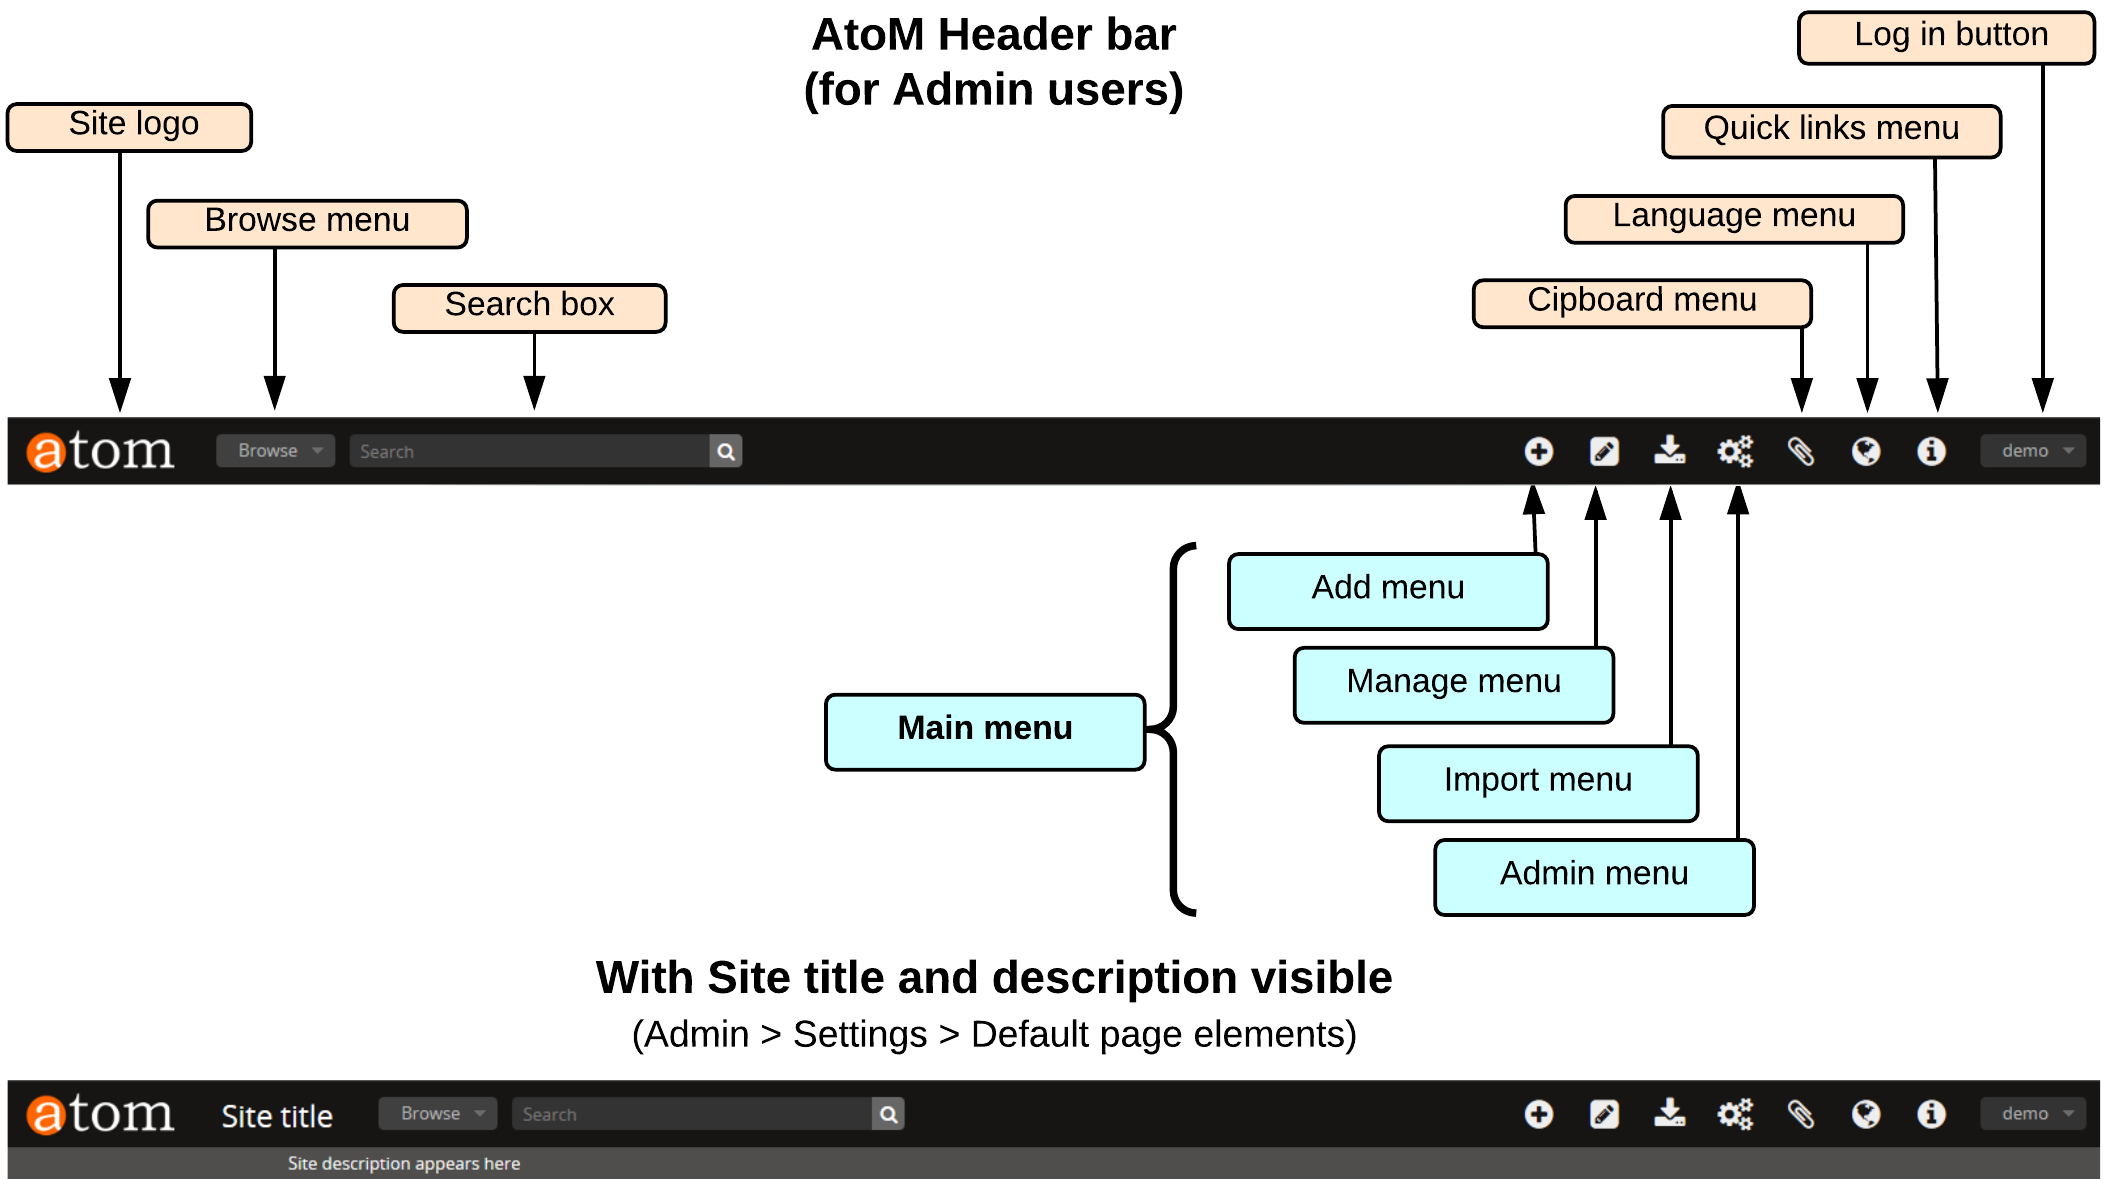 AtoM Header bar
(for Admin users)
Log in button
Site logo
Quick links menu
Browse menu
Language menu
Search box
Cipboard menu
atom Browse Search demo
Add menu
Manage menu
Main menu
Import menu
Admin menu
With Site title and description visible
(Admin > Settings > Default page elements)
atom Site title Browse Search demo
Site description appears here